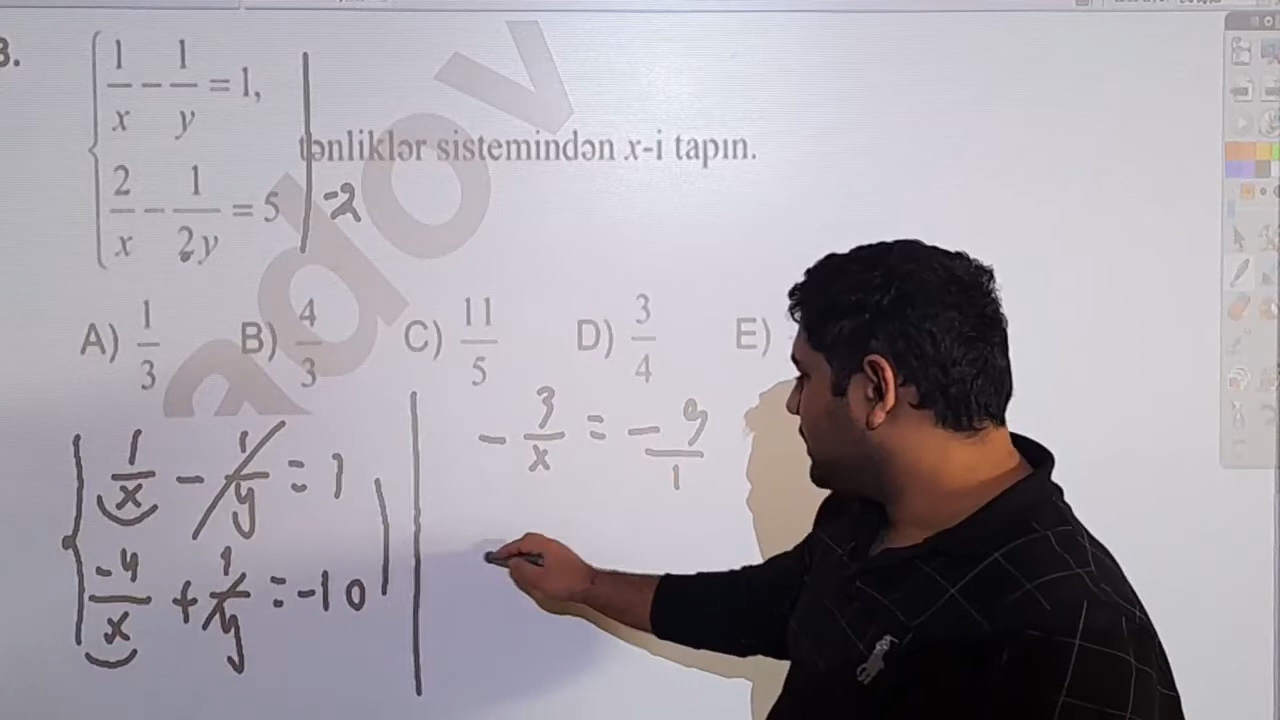 3.
1/x − 1/y = 1,
2/x − 1/2y = 5 | -2
tənliklər sistemindən x-i tapın.
A) 1/3 B) 4/3 C) 11/5 D) 3/4 E)
1/x − 1/y = 1
-4/x + 1/y = -10
- 3/x = - 9/1
adov